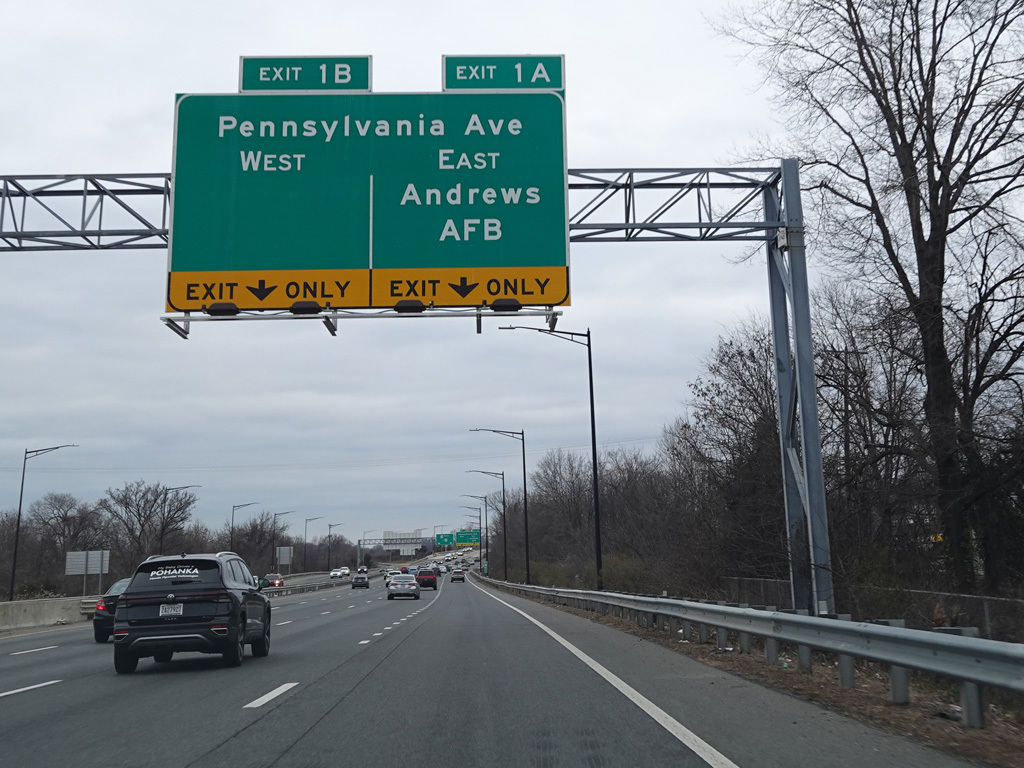 EXIT 1B
EXIT 1A
Pennsylvania Ave
WEST
EAST
Andrews
AFB
EXIT ONLY
EXIT ONLY
POHANKA